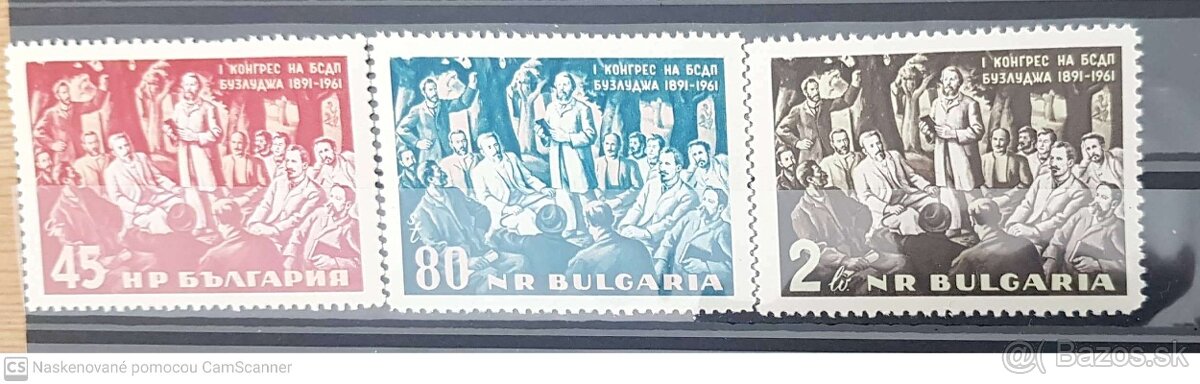 I КОНГРЕС НА БСДП
БУЗЛУДЖА 1891-1961
45
НР БЪЛГАРИЯ
I КОНГРЕС НА БСДП
БУЗЛУДЖА 1891-1961
80 NR BULGARIA
I КОНГРЕС НА БСДП
БУЗЛУДЖА 1891-1961
2 lv NR BULGARIA
CS Naskenované pomocou CamScanner
@( Bazos.sk